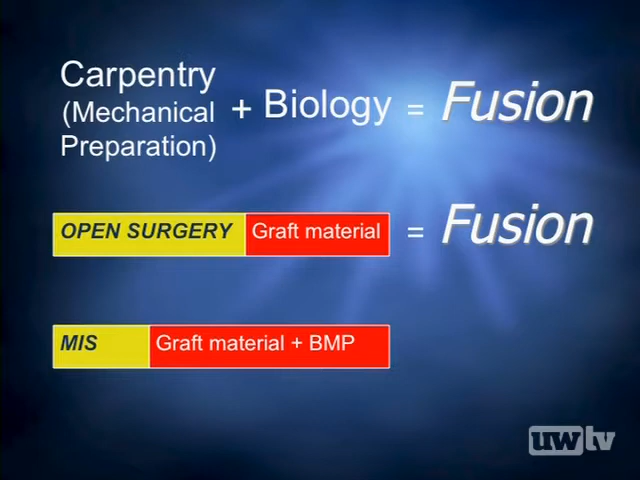 Carpentry
(Mechanical + Biology = Fusion
Preparation)
OPEN SURGERY Graft material = Fusion
MIS Graft material + BMP
uwtv